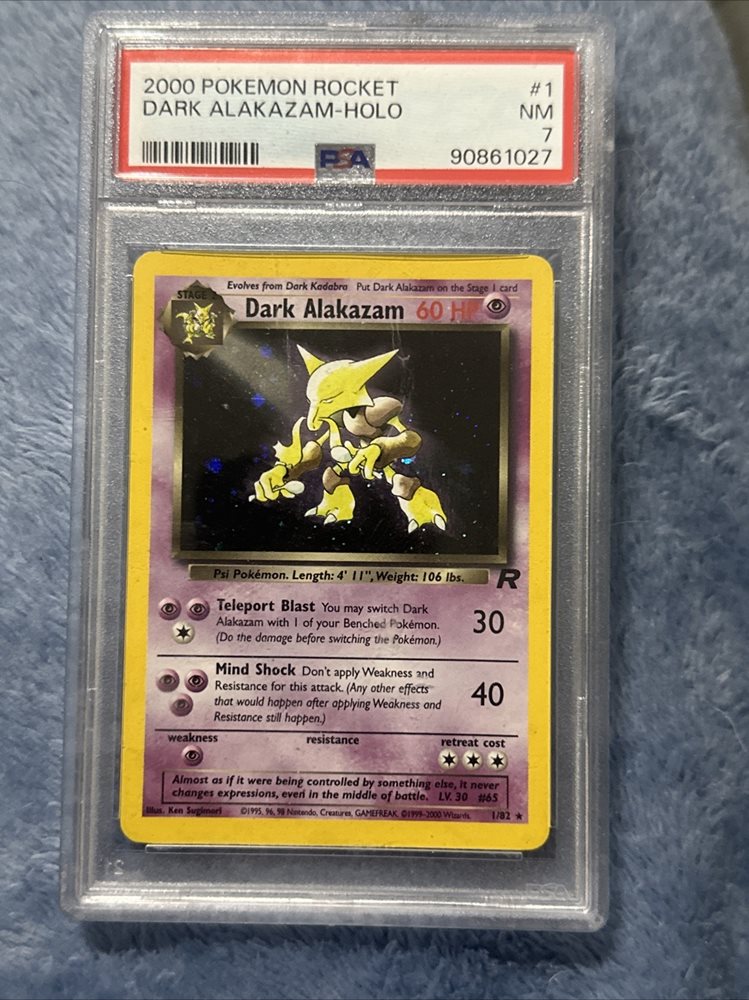 2000 POKEMON ROCKET #1
DARK ALAKAZAM-HOLO NM
7
PSA 90861027
Evolves from Dark Kadabra Put Dark Alakazam on the Stage 1 card
STAGE 2
Dark Alakazam 60 HP
Psi Pokémon. Length: 4' 11", Weight: 106 lbs.
R
Teleport Blast You may switch Dark
Alakazam with 1 of your Benched Pokémon.
(Do the damage before switching the Pokémon.)
30
Mind Shock Don't apply Weakness and
Resistance for this attack. (Any other effects
that would happen after applying Weakness and
Resistance still happen.)
40
weakness resistance retreat cost
Almost as if it were being controlled by something else, it never
changes expressions, even in the middle of battle. LV. 30 #65
Illus. Ken Sugimori ©1995, 96, 98 Nintendo, Creatures, GAMEFREAK. ©1999-2000 Wizards. 1/82 ★
PSA